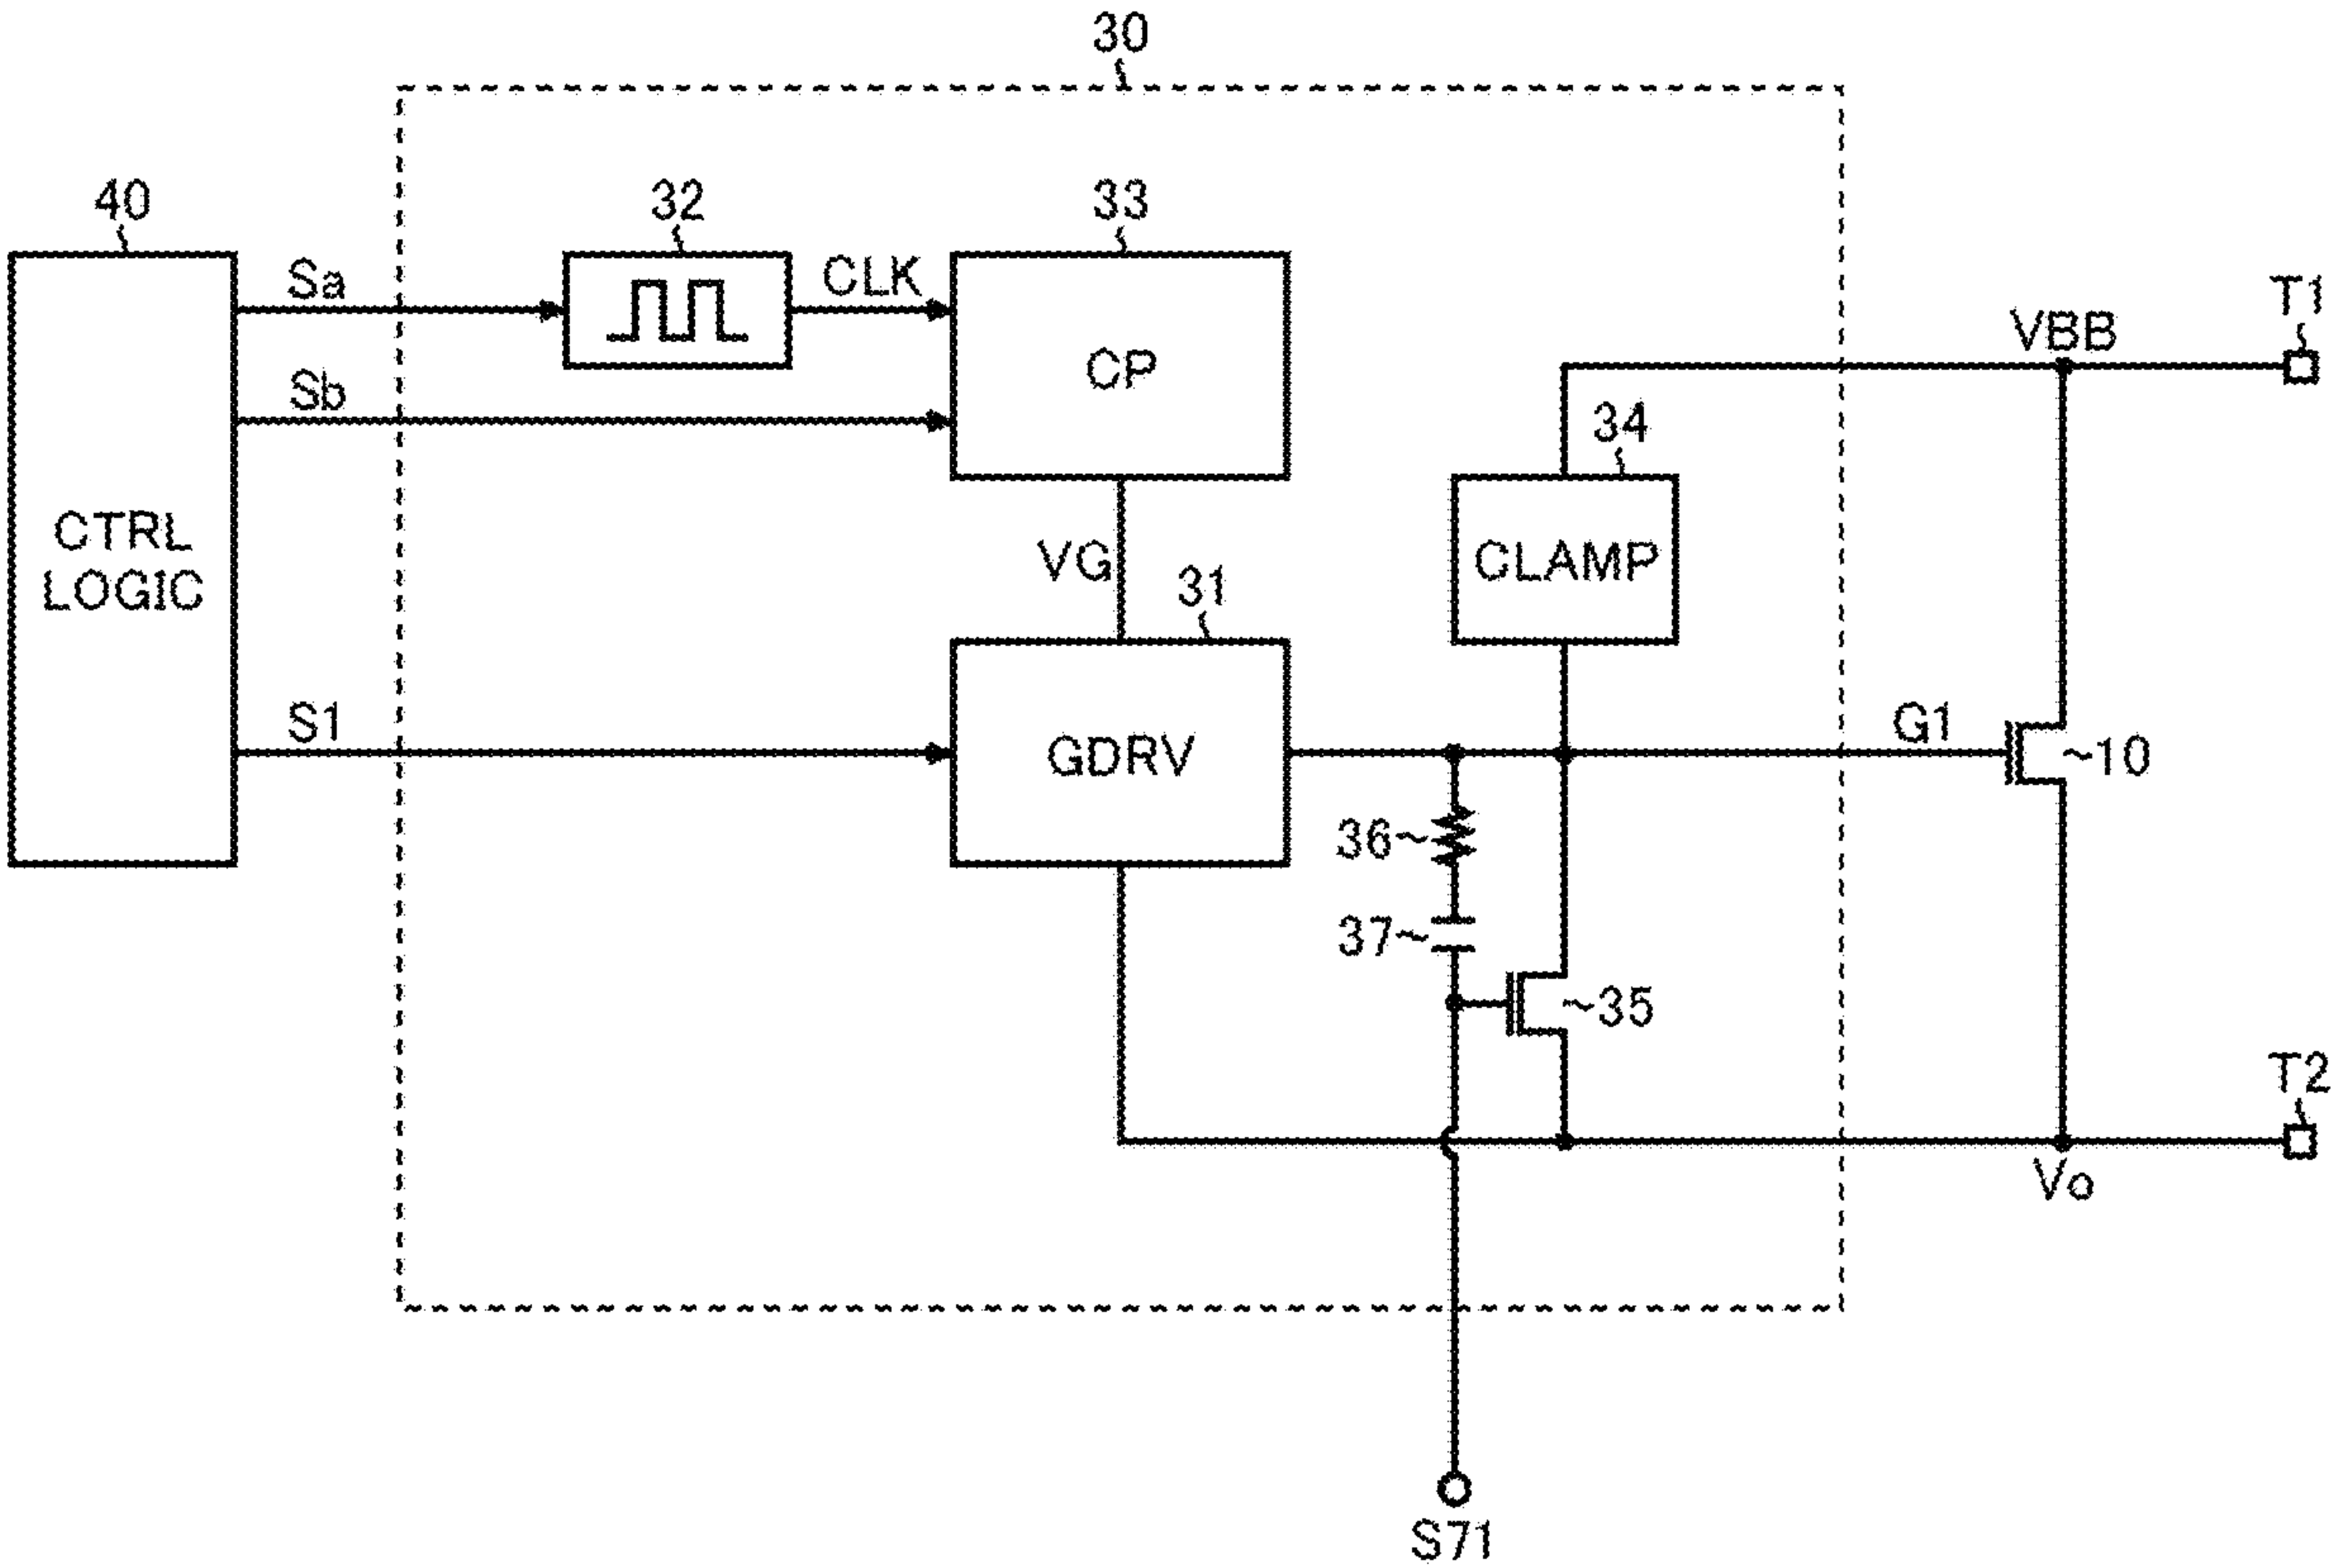 30
40
32
33
Sa
CLK
T1
VBB
CP
Sb
34
CTRL
LOGIC
VG
CLAMP
31
S1
GDRV
G1
~10
36~
37~
~35
T2
Vo
S71